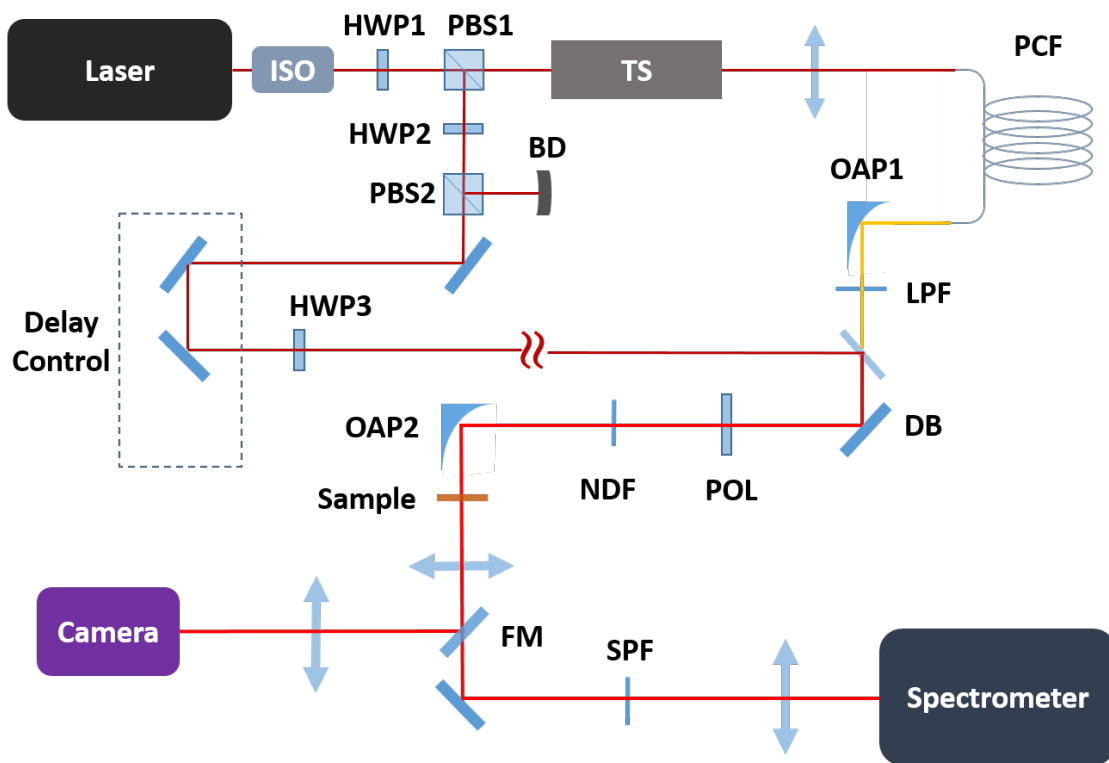 HWP1
PBS1
PCF
Laser
ISO
TS
HWP2
BD
PBS2
OAP1
HWP3
LPF
Delay
Control
OAP2
DB
Sample
NDF
POL
Camera
FM
SPF
Spectrometer